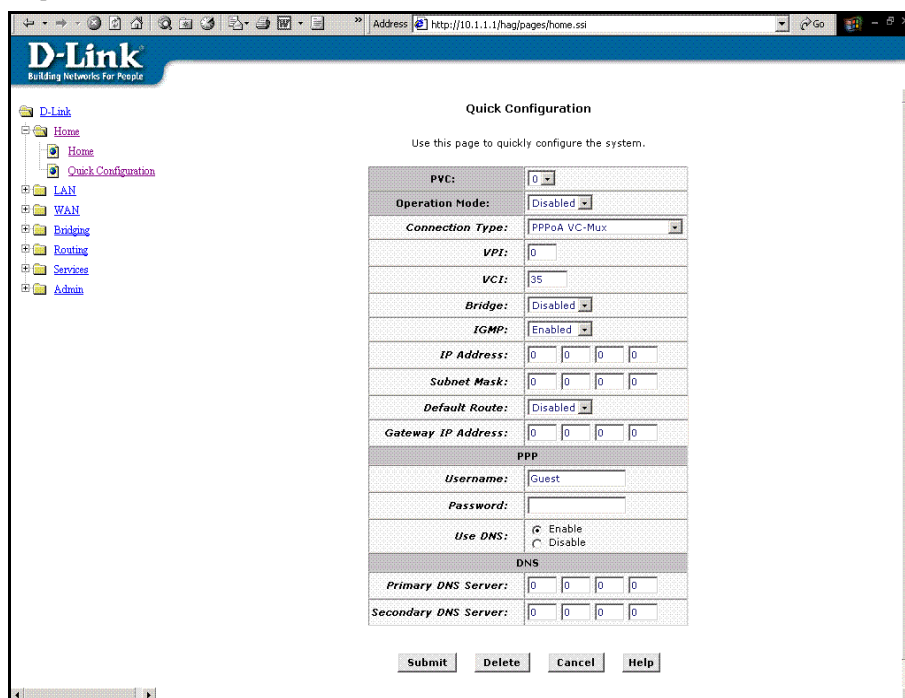 Address http://10.1.1.1/hag/pages/home.ssi Go
D-Link
Building Networks For People
D-Link
Home
Home
Quick Configuration
LAN
WAN
Bridging
Routing
Services
Admin
Quick Configuration
Use this page to quickly configure the system.
PVC: 0
Operation Mode: Disabled
Connection Type: PPPoA VC-Mux
VPI: 0
VCI: 35
Bridge: Disabled
IGMP: Enabled
IP Address: 0 0 0 0
Subnet Mask: 0 0 0 0
Default Route: Disabled
Gateway IP Address: 0 0 0 0
PPP
Username: Guest
Password:
Use DNS: Enable
Disable
DNS
Primary DNS Server: 0 0 0 0
Secondary DNS Server: 0 0 0 0
Submit Delete Cancel Help